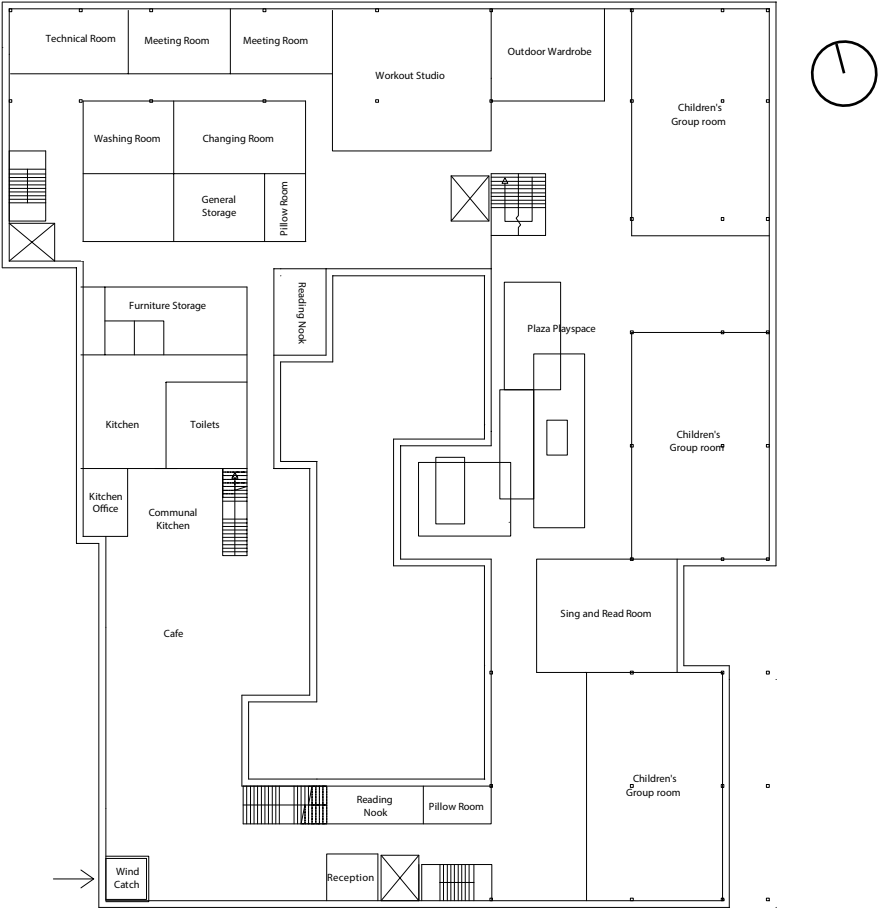 Technical Room
Meeting Room
Meeting Room
Workout Studio
Outdoor Wardrobe
Children's
Group room
Washing Room
Changing Room
General
Storage
Pillow Room
Furniture Storage
Reading Nook
Plaza Playspace
Kitchen
Toilets
Children's
Group room
Kitchen
Office
Communal
Kitchen
Cafe
Sing and Read Room
Children's
Group room
Reading
Nook
Pillow Room
Wind
Catch
Reception